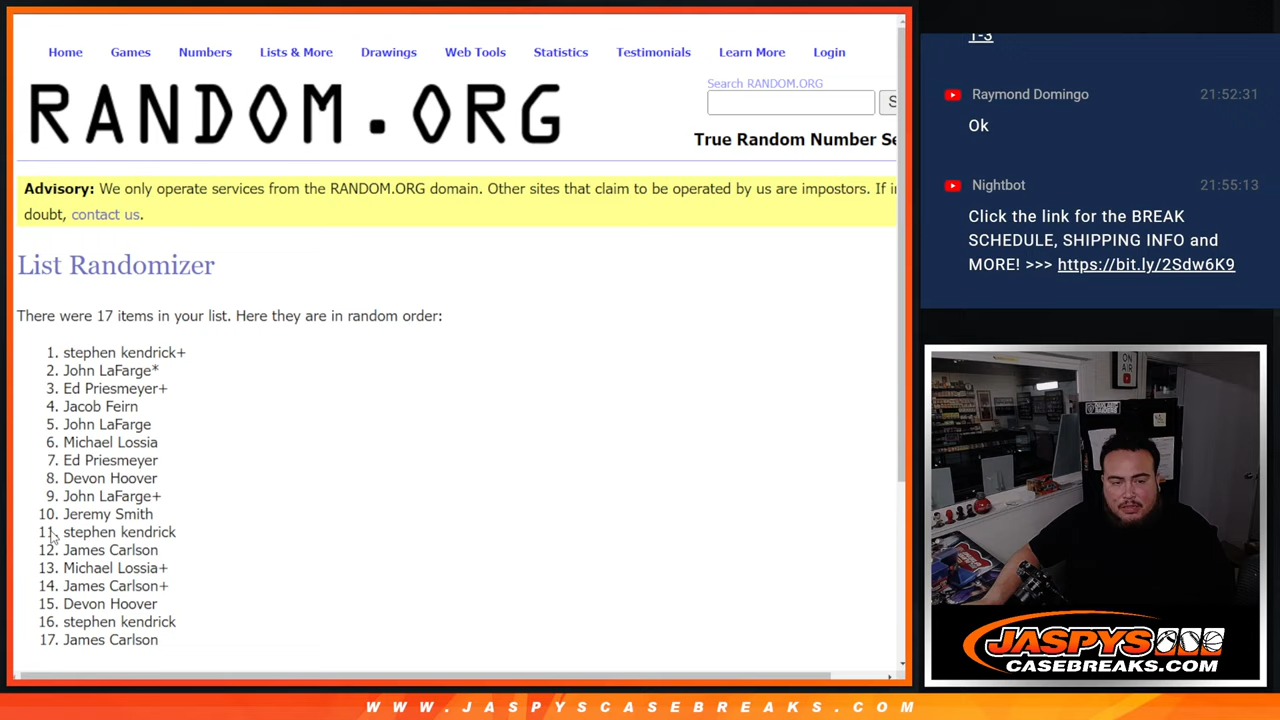 Home Games Numbers Lists & More Drawings Web Tools Statistics Testimonials Learn More Login
Search RANDOM.ORG
S
RANDOM.ORG
True Random Number Se
Advisory: We only operate services from the RANDOM.ORG domain. Other sites that claim to be operated by us are impostors. If in
doubt, contact us.
List Randomizer
There were 17 items in your list. Here they are in random order:
1. stephen kendrick+
2. John LaFarge*
3. Ed Priesmeyer+
4. Jacob Feirn
5. John LaFarge
6. Michael Lossia
7. Ed Priesmeyer
8. Devon Hoover
9. John LaFarge+
10. Jeremy Smith
11. stephen kendrick
12. James Carlson
13. Michael Lossia+
14. James Carlson+
15. Devon Hoover
16. stephen kendrick
17. James Carlson
1-3
Raymond Domingo 21:52:31
Ok
Nightbot 21:55:13
Click the link for the BREAK
SCHEDULE, SHIPPING INFO and
MORE! >>> https://bit.ly/2Sdw6K9
ON
AIR
JASPYS
CASEBREAKS.COM
WWW.JASPYSCASEBREAKS.COM